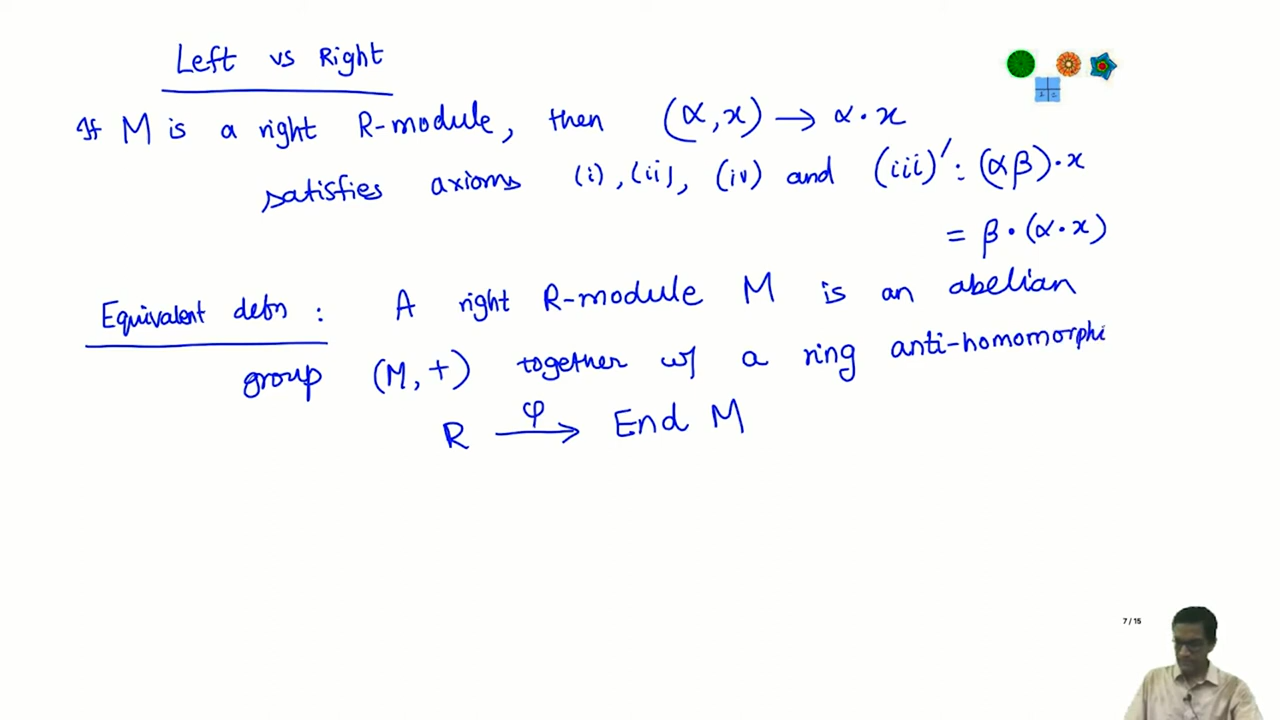 Left vs Right
If M is a right R-module, then (α, x) → α·x
satisfies axioms (i), (ii), (iv) and (iii)′: (αβ)·x
= β·(α·x)
Equivalent defn: A right R-module M is an abelian
group (M, +) together w/ a ring anti-homomorphi
R —φ→ End M
7 / 15